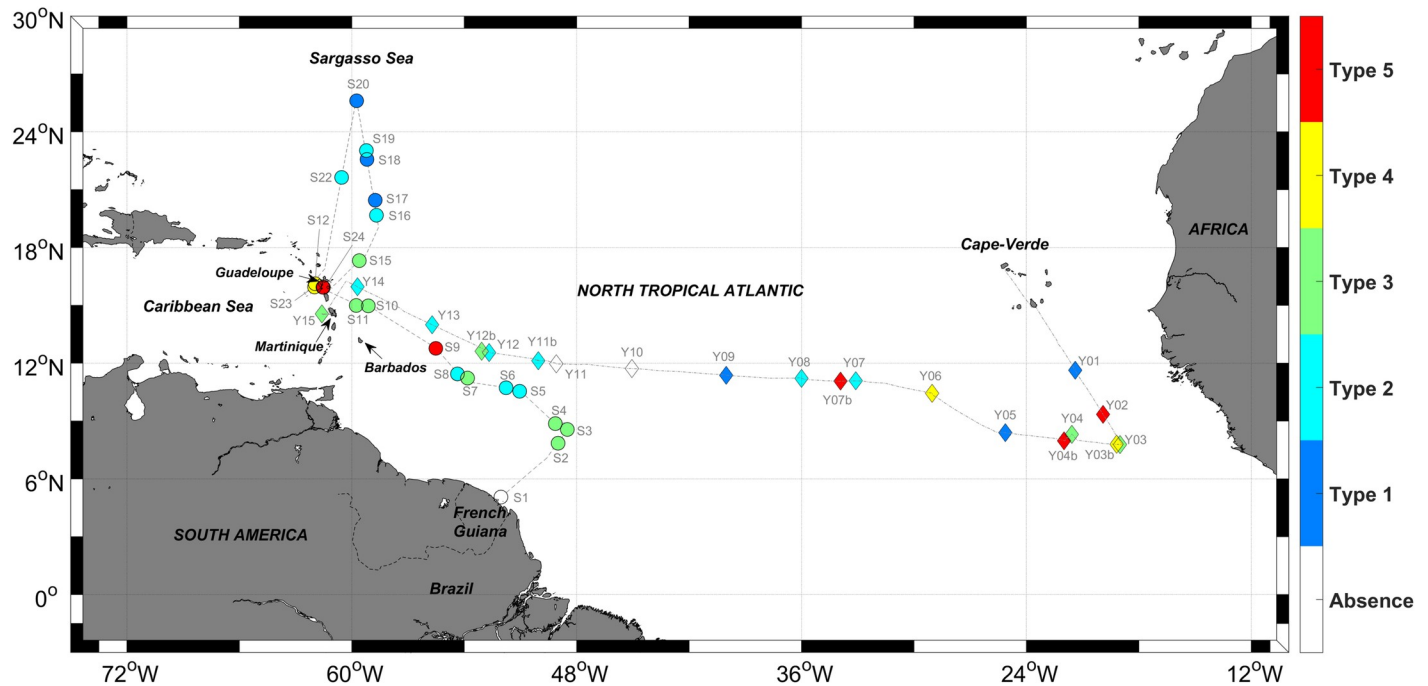 30°N
24°N
18°N
12°N
6°N
0°
72°W
60°W
48°W
36°W
24°W
12°W
Sargasso Sea
S20
S19
S18
S22
S17
S16
S12
S24
S15
Guadeloupe
Y14
S23
Caribbean Sea
S11
S10
Y15
Martinique
Barbados
NORTH TROPICAL ATLANTIC
Cape-Verde
AFRICA
Y13
S9
Y12b
Y12
Y11b
Y11
Y10
Y09
Y08
Y07
Y07b
Y06
Y05
Y04
Y04b
Y03b
Y03
Y02
Y01
S8
S7
S6
S5
S4
S3
S2
S1
French
Guiana
SOUTH AMERICA
Brazil
Type 5
Type 4
Type 3
Type 2
Type 1
Absence